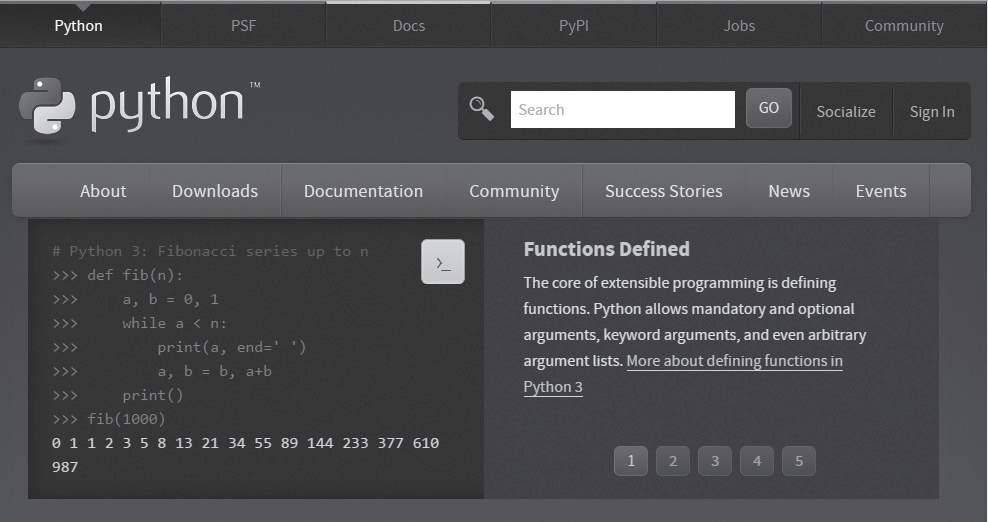 Python PSF Docs PyPI Jobs Community
python™
Search GO Socialize Sign In
About Downloads Documentation Community Success Stories News Events
# Python 3: Fibonacci series up to n
>>> def fib(n):
>>>     a, b = 0, 1
>>>     while a < n:
>>>         print(a, end=' ')
>>>         a, b = b, a+b
>>>     print()
>>> fib(1000)
0 1 1 2 3 5 8 13 21 34 55 89 144 233 377 610
987
>_
Functions Defined
The core of extensible programming is defining
functions. Python allows mandatory and optional
arguments, keyword arguments, and even arbitrary
argument lists. More about defining functions in
Python 3
1 2 3 4 5